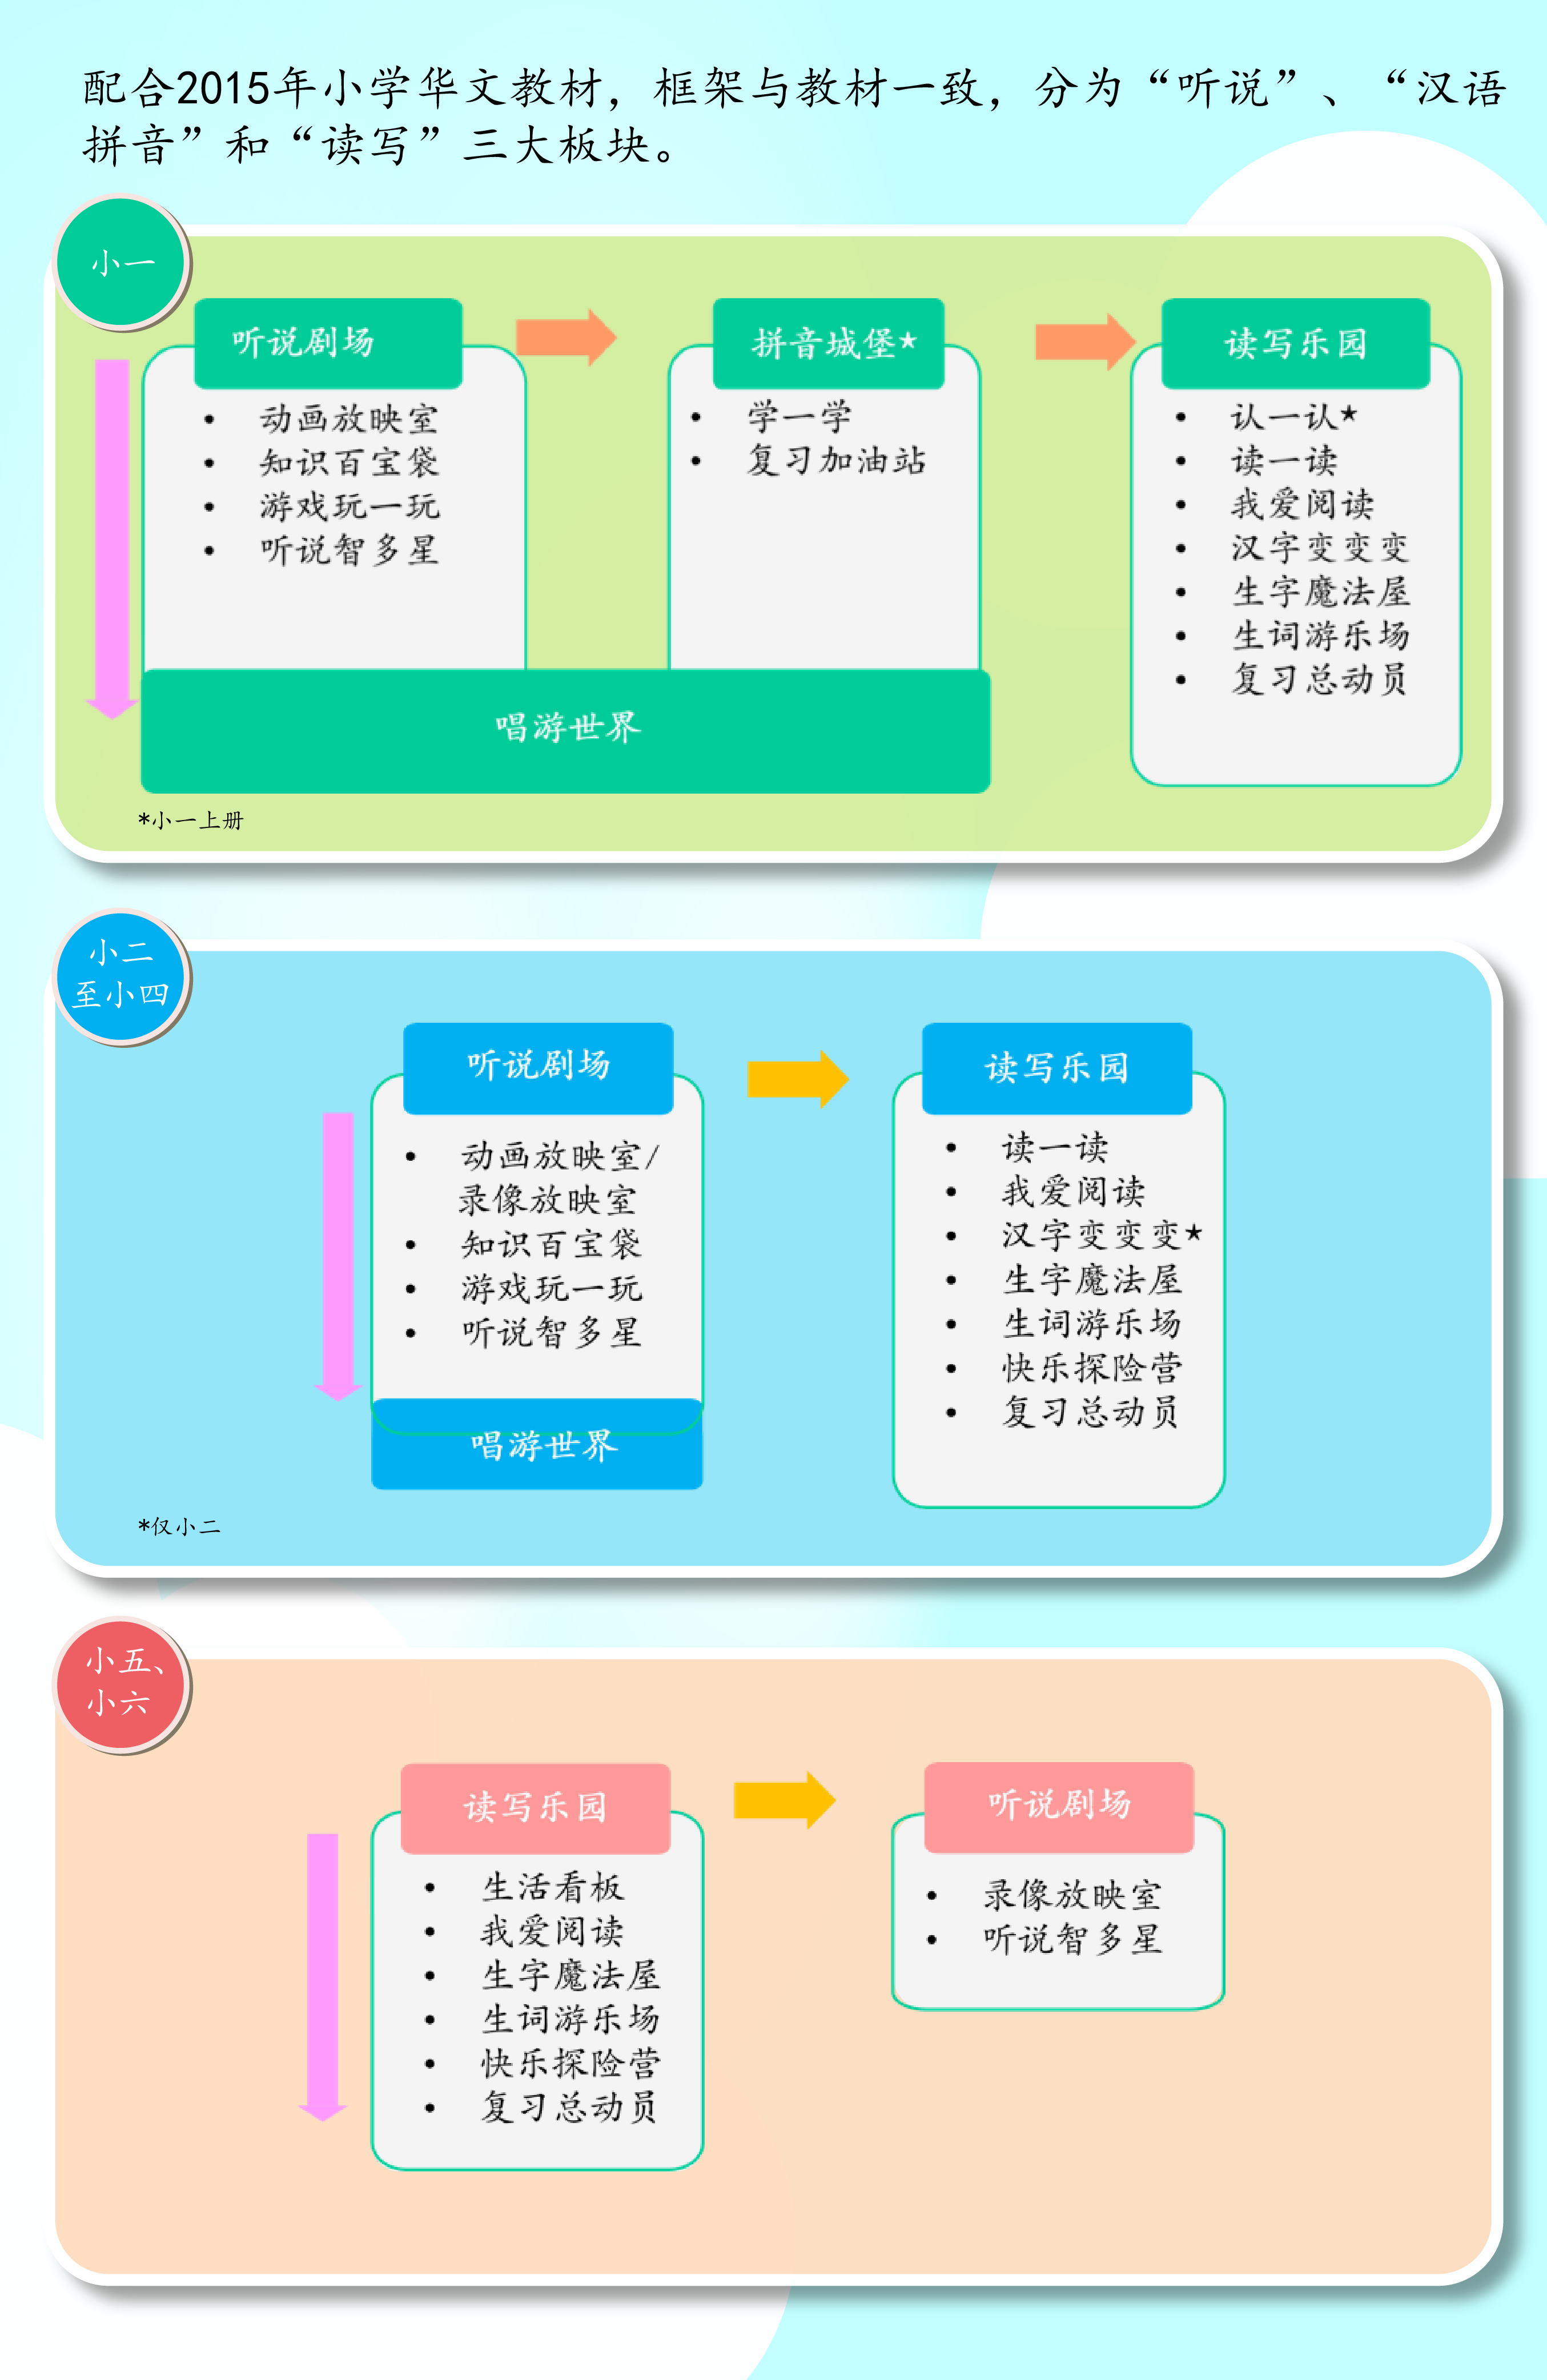 配合2015年小学华文教材，框架与教材一致，分为“听说”、“汉语
拼音”和“读写”三大板块。
小一
听说剧场
• 动画放映室
• 知识百宝袋
• 游戏玩一玩
• 听说智多星
拼音城堡★
• 学一学
• 复习加油站
读写乐园
• 认一认★
• 读一读
• 我爱阅读
• 汉字变变变
• 生字魔法屋
• 生词游乐场
• 复习总动员
唱游世界
*小一上册
小二
至小四
听说剧场
• 动画放映室/
录像放映室
• 知识百宝袋
• 游戏玩一玩
• 听说智多星
唱游世界
读写乐园
• 读一读
• 我爱阅读
• 汉字变变变★
• 生字魔法屋
• 生词游乐场
• 快乐探险营
• 复习总动员
*仅小二
小五、
小六
读写乐园
• 生活看板
• 我爱阅读
• 生字魔法屋
• 生词游乐场
• 快乐探险营
• 复习总动员
听说剧场
• 录像放映室
• 听说智多星